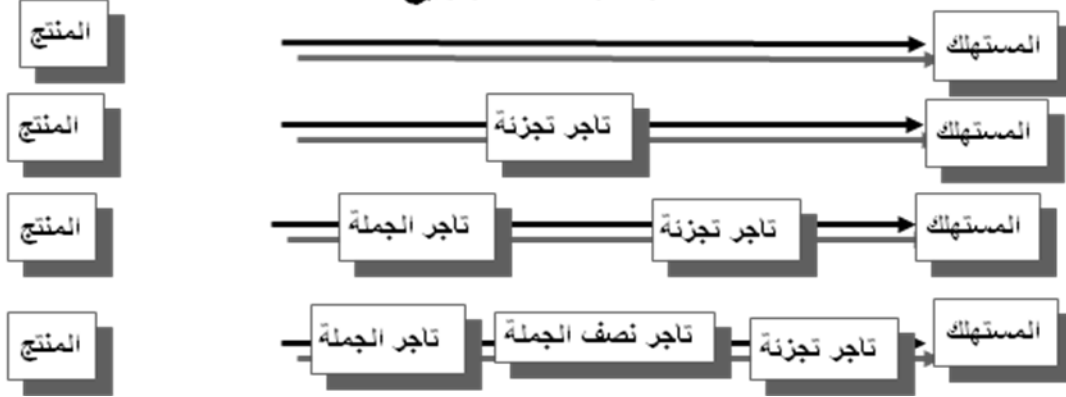 المنتج
المستهلك
المنتج
تاجر تجزئة
المستهلك
المنتج
تاجر الجملة
تاجر تجزئة
المستهلك
المنتج
تاجر الجملة
تاجر نصف الجملة
تاجر تجزئة
المستهلك